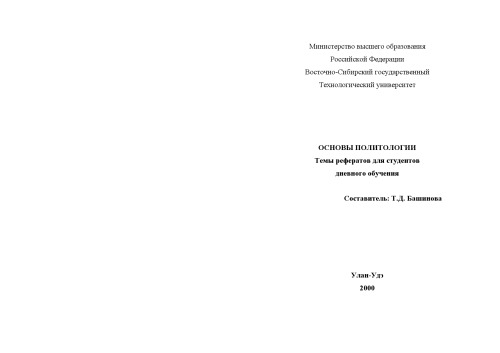 Министерство высшего образования
Российской Федерации
Восточно-Сибирский государственный
Технологический университет
ОСНОВЫ ПОЛИТОЛОГИИ
Темы рефератов для студентов
дневного обучения
Составитель: Т.Д. Башинова
Улан-Удэ
2000